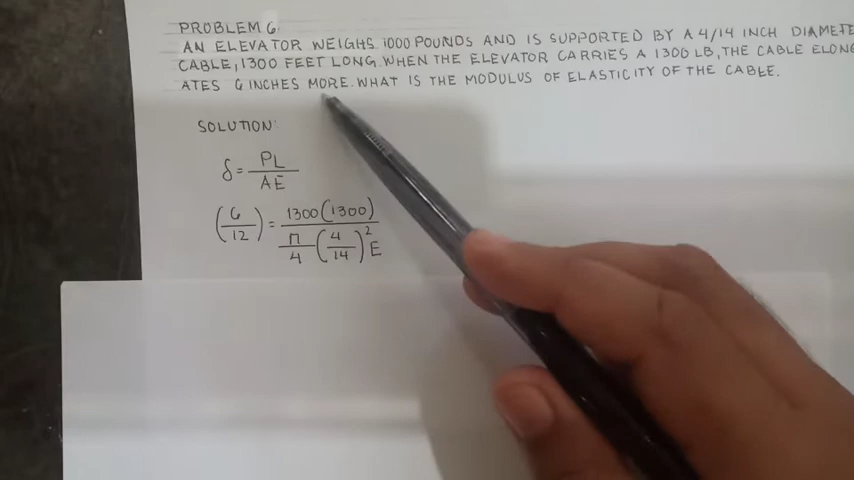 PROBLEM 6
AN ELEVATOR WEIGHS 1000 POUNDS AND IS SUPPORTED BY A 4/14 INCH DIAMETE
CABLE, 1300 FEET LONG. WHEN THE ELEVATOR CARRIES A 1300 LB, THE CABLE ELONG
ATES 6 INCHES MORE. WHAT IS THE MODULUS OF ELASTICITY OF THE CABLE.
SOLUTION:
δ = PL / AE
(6/12) = 1300(1300) / π/4 (4/14)² E